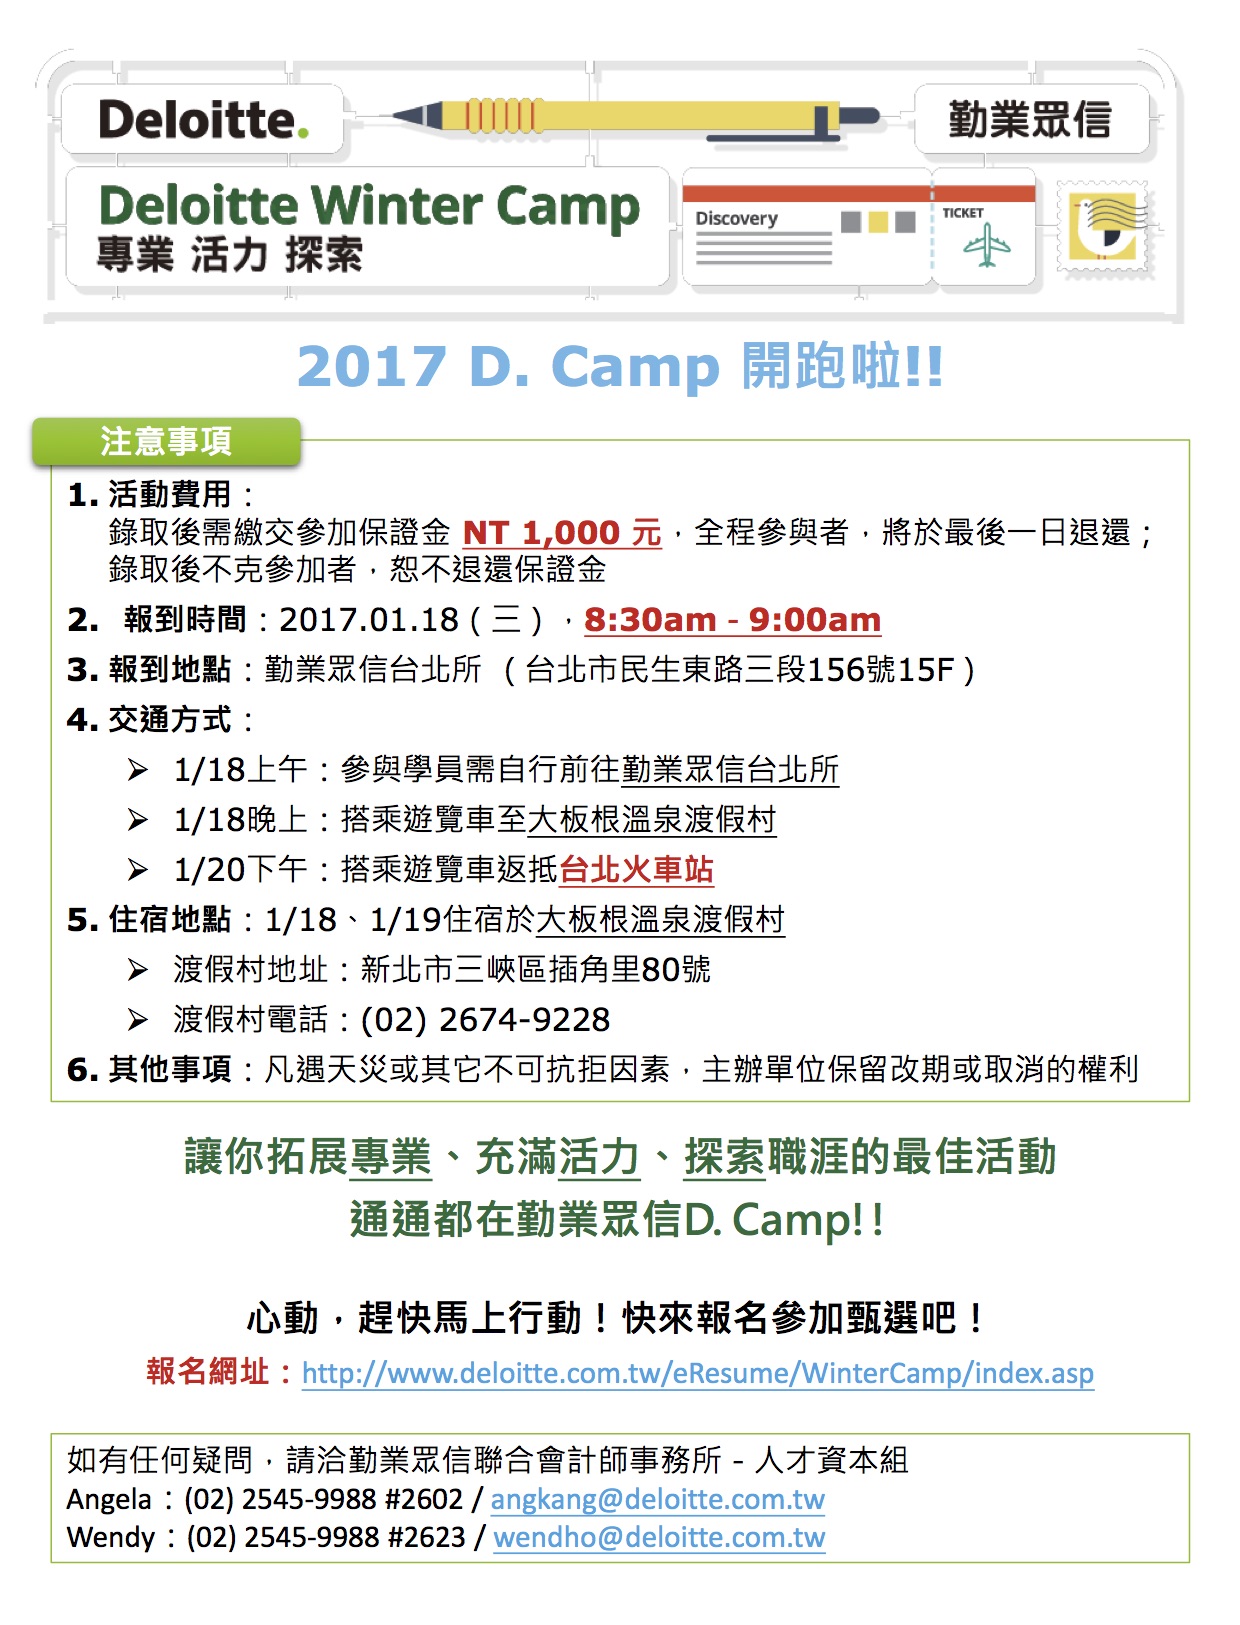 Deloitte.
勤業眾信
Deloitte Winter Camp
專業 活力 探索
Discovery
TICKET
2017 D. Camp 開跑啦!!
注意事項
1. 活動費用：
錄取後需繳交參加保證金 NT 1,000 元，全程參與者，將於最後一日退還；
錄取後不克參加者，恕不退還保證金
2. 報到時間：2017.01.18（三），8:30am - 9:00am
3. 報到地點：勤業眾信台北所 （台北市民生東路三段156號15F）
4. 交通方式：
➢ 1/18上午：參與學員需自行前往勤業眾信台北所
➢ 1/18晚上：搭乘遊覽車至大板根溫泉渡假村
➢ 1/20下午：搭乘遊覽車返抵台北火車站
5. 住宿地點：1/18、1/19住宿於大板根溫泉渡假村
➢ 渡假村地址：新北市三峽區插角里80號
➢ 渡假村電話：(02) 2674-9228
6. 其他事項：凡遇天災或其它不可抗拒因素，主辦單位保留改期或取消的權利
讓你拓展專業、充滿活力、探索職涯的最佳活動
通通都在勤業眾信D. Camp!!
心動，趕快馬上行動！快來報名參加甄選吧！
報名網址：http://www.deloitte.com.tw/eResume/WinterCamp/index.asp
如有任何疑問，請洽勤業眾信聯合會計師事務所 - 人才資本組
Angela：(02) 2545-9988 #2602 / angkang@deloitte.com.tw
Wendy：(02) 2545-9988 #2623 / wendho@deloitte.com.tw